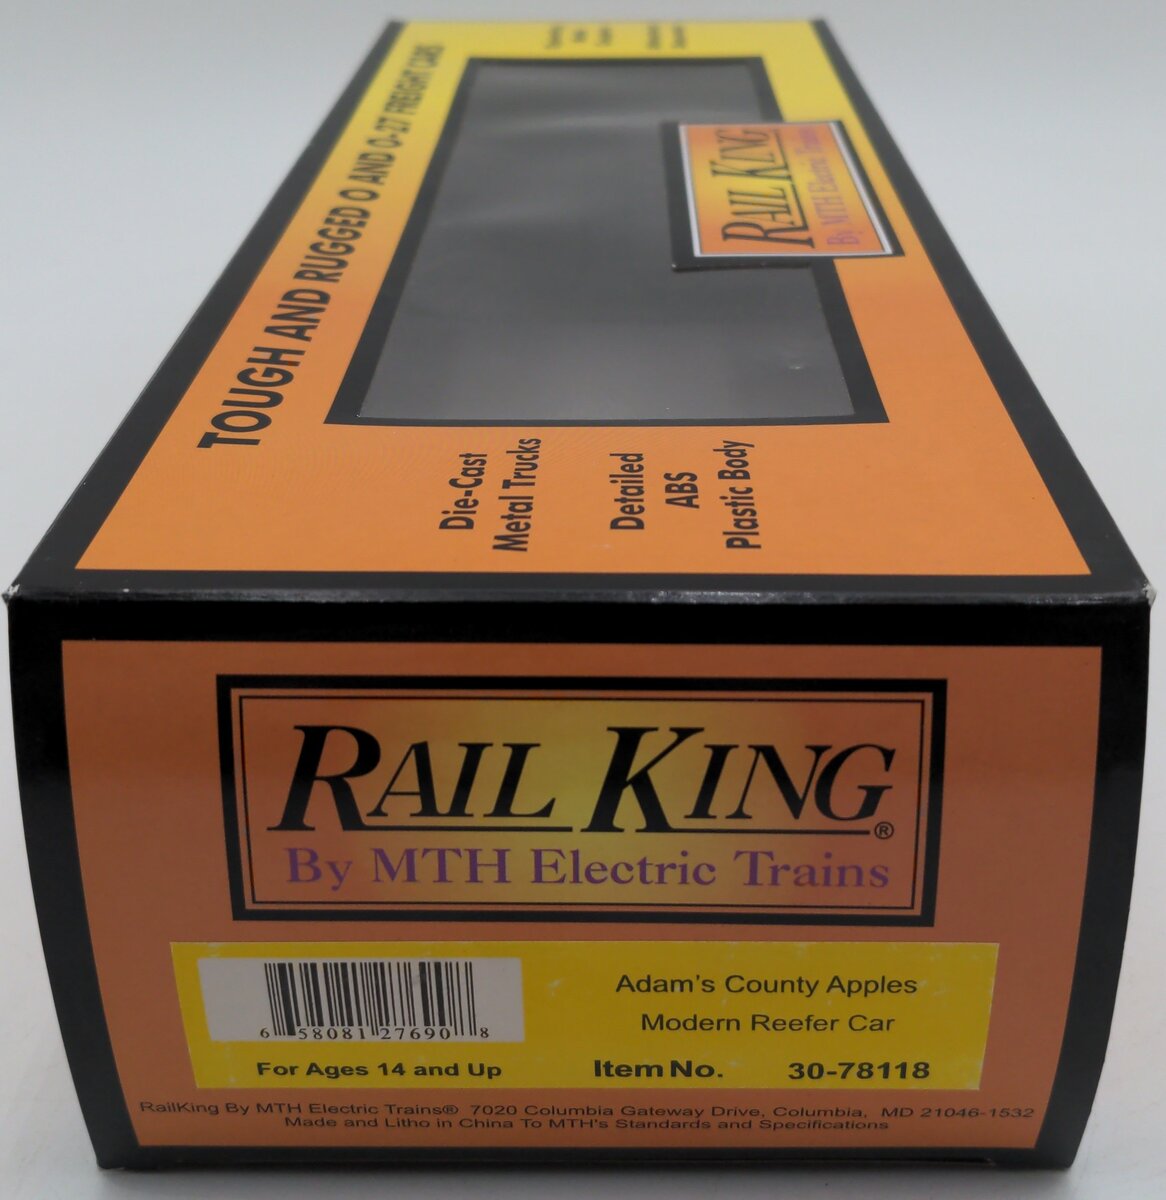 TOUGH AND RUGGED O AND O-27 FREIGHT CARS
RAIL KING
By MTH Electric Trains
Die-Cast
Metal Trucks
Detailed
ABS
Plastic Body
RAIL KING®
By MTH Electric Trains
6 58081 27690 8
For Ages 14 and Up
Adam's County Apples
Modern Reefer Car
Item No. 30-78118
RailKing By MTH Electric Trains® 7020 Columbia Gateway Drive, Columbia, MD 21046-1532
Made and Litho in China To MTH's Standards and Specifications